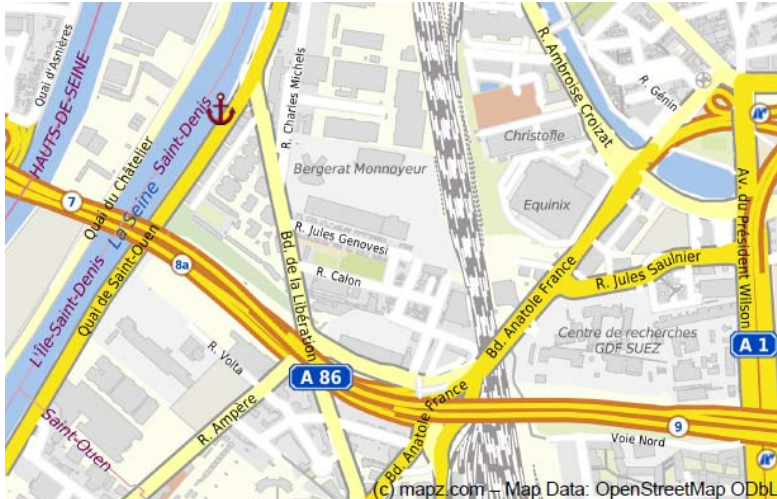 Quai d'Asnières
HAUTS-DE-SEINE
Quai du Châtelier
La Seine
Saint-Denis
L'Île-Saint-Denis
Quai de Saint-Ouen
Saint-Ouen
7
8a
R. Charles Michels
Bergerat Monnoyeur
R. Jules Genovesi
R. Calon
Bd. de la Libération
R. Volta
R. Ampère
A 86
Bd. Anatole France
Bd. Anatole France
R. Ambroise Croizat
R. Génin
Christofle
Equinix
R. Jules Saulnier
Av. du Président Wilson
Centre de recherches
GDF SUEZ
A 1
9
Voie Nord
(c) mapz.com – Map Data: OpenStreetMap ODbL